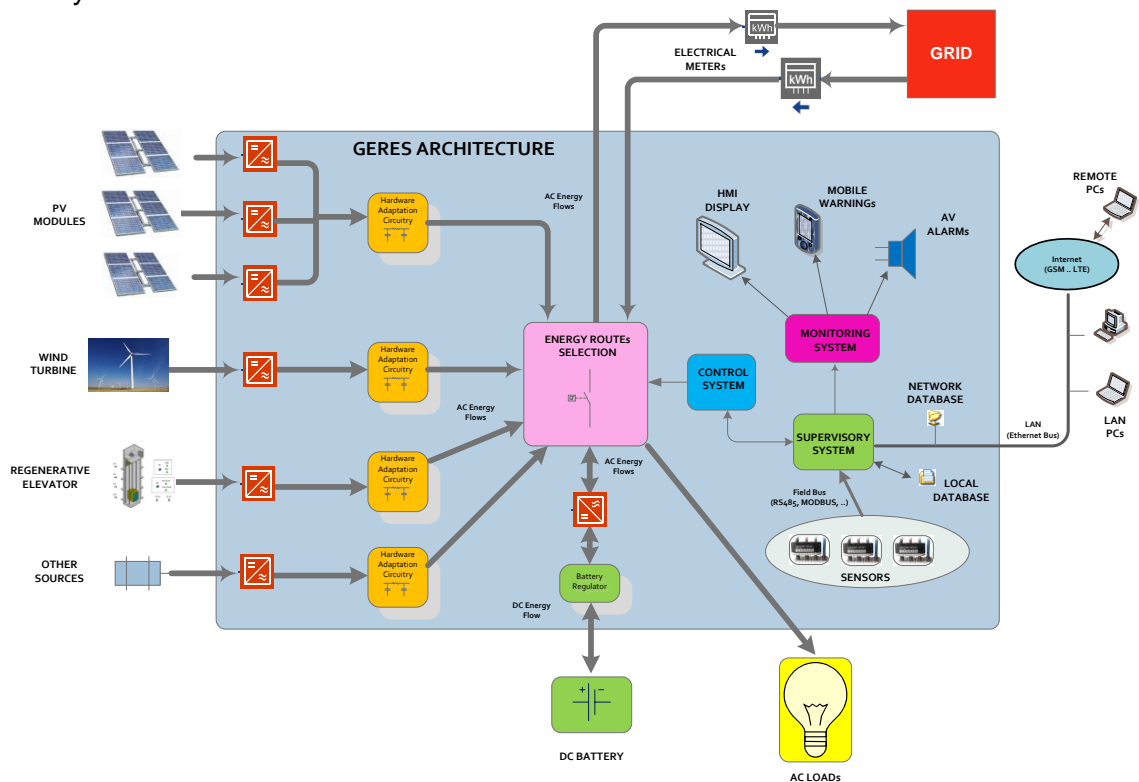 y
kWh
ELECTRICAL
METERs
GRID
kWh
GERES ARCHITECTURE
PV
MODULES
Hardware
Adaptation
Circuitry
AC Energy
Flows
HMI
DISPLAY
MOBILE
WARNINGs
AV
ALARMs
REMOTE
PCs
Internet
(GSM .. LTE)
WIND
TURBINE
Hardware
Adaptation
Circuitry
ENERGY ROUTEs
SELECTION
MONITORING
SYSTEM
CONTROL
SYSTEM
NETWORK
DATABASE
LAN
PCs
AC Energy
Flows
SUPERVISORY
SYSTEM
LAN
(Ethernet Bus)
REGENERATIVE
ELEVATOR
Hardware
Adaptation
Circuitry
AC Energy
Flows
LOCAL
DATABASE
Field Bus
(RS485, MODBUS, ..)
OTHER
SOURCES
Hardware
Adaptation
Circuitry
Battery
Regulator
SENSORS
DC Energy
Flow
+ −
DC BATTERY
AC LOADs